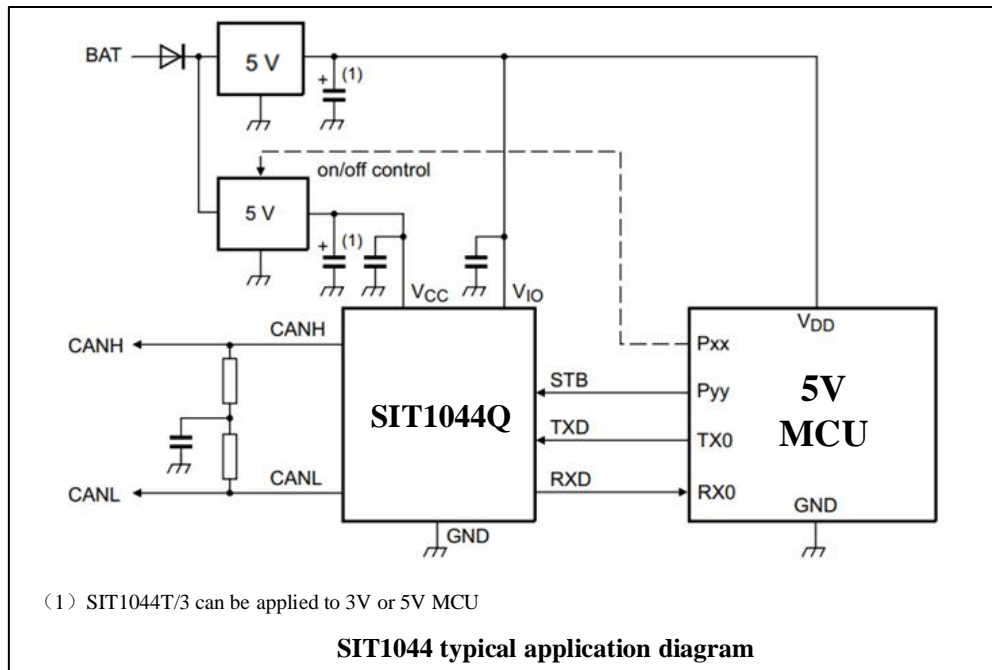 BAT
5 V
+ (1)
on/off control
5 V
+ (1)
VCC
VIO
VDD
CANH
CANH
Pxx
STB
Pyy
5V
MCU
SIT1044Q
TXD
TX0
RXD
RX0
CANL
CANL
GND
GND
（1）SIT1044T/3 can be applied to 3V or 5V MCU
SIT1044 typical application diagram